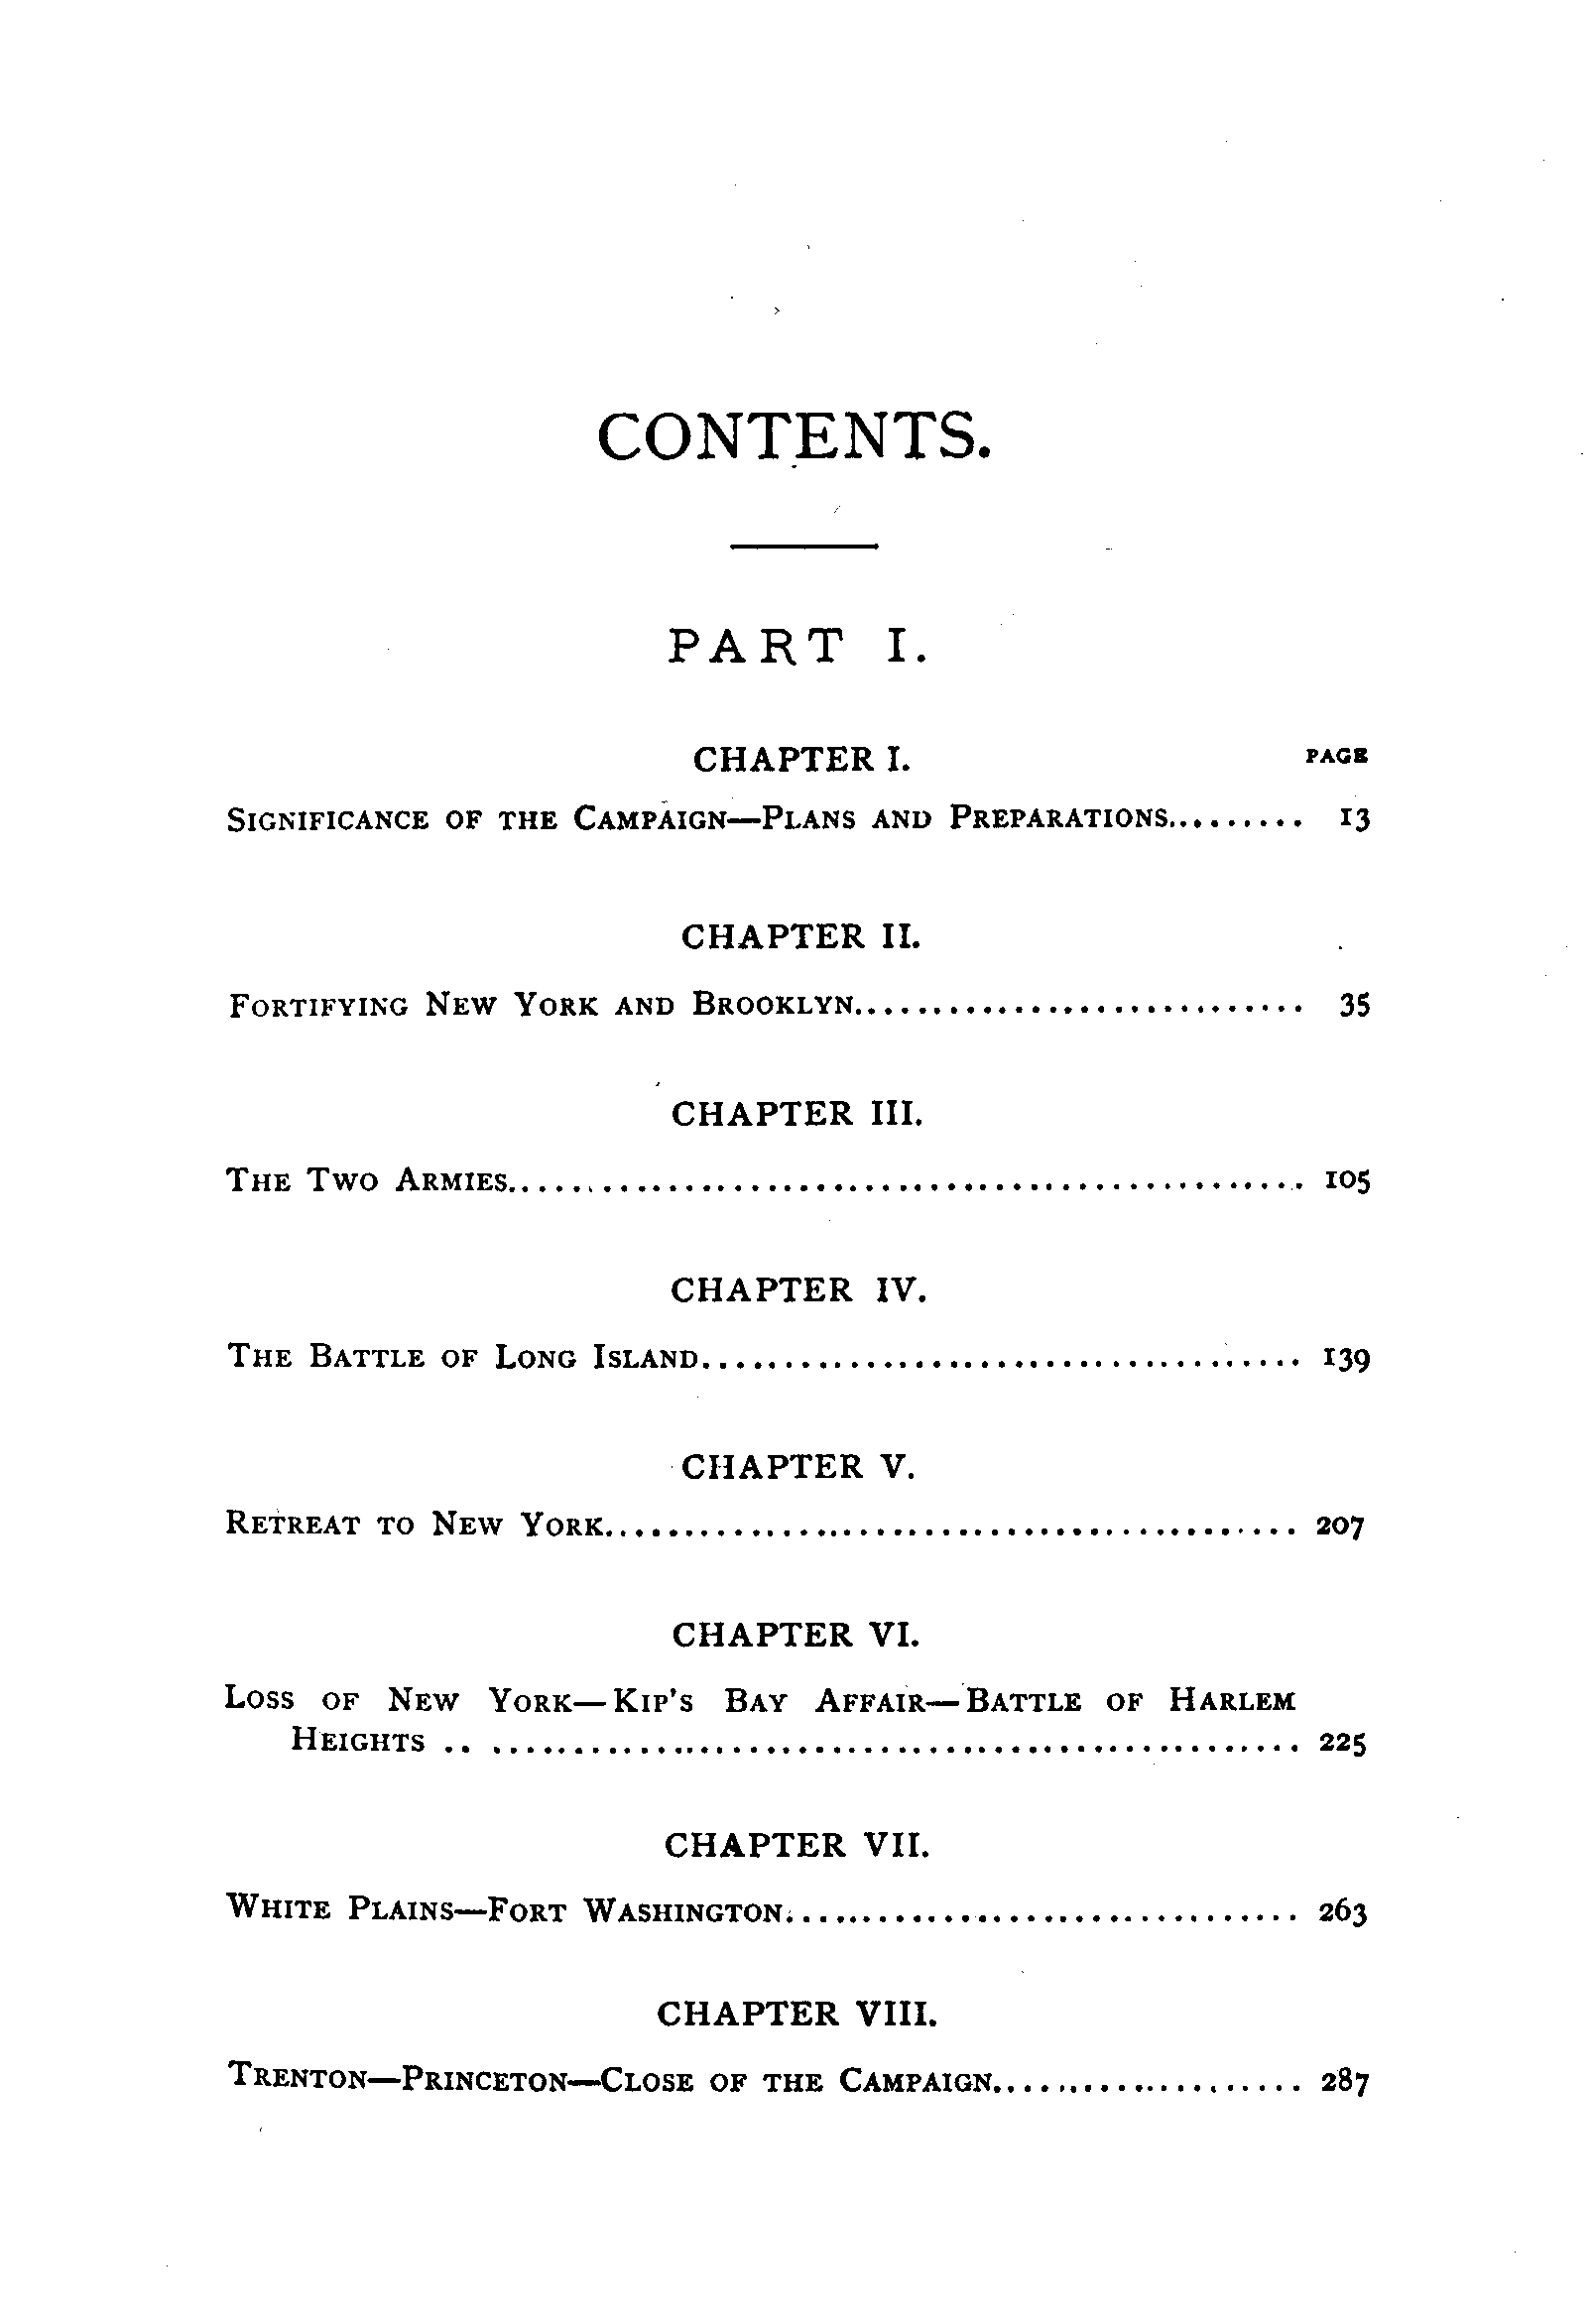 CONTENTS.
PART I.
CHAPTER I. PAGE
SIGNIFICANCE OF THE CAMPAIGN—PLANS AND PREPARATIONS......... 13
CHAPTER II.
FORTIFYING NEW YORK AND BROOKLYN........................... 35
CHAPTER III.
THE TWO ARMIES................................................ 105
CHAPTER IV.
THE BATTLE OF LONG ISLAND..................................... 139
CHAPTER V.
RETREAT TO NEW YORK.......................................... 207
CHAPTER VI.
LOSS OF NEW YORK—KIP'S BAY AFFAIR—BATTLE OF HARLEM
HEIGHTS .. ................................................. 225
CHAPTER VII.
WHITE PLAINS—FORT WASHINGTON............................... 263
CHAPTER VIII.
TRENTON—PRINCETON—CLOSE OF THE CAMPAIGN................... 287